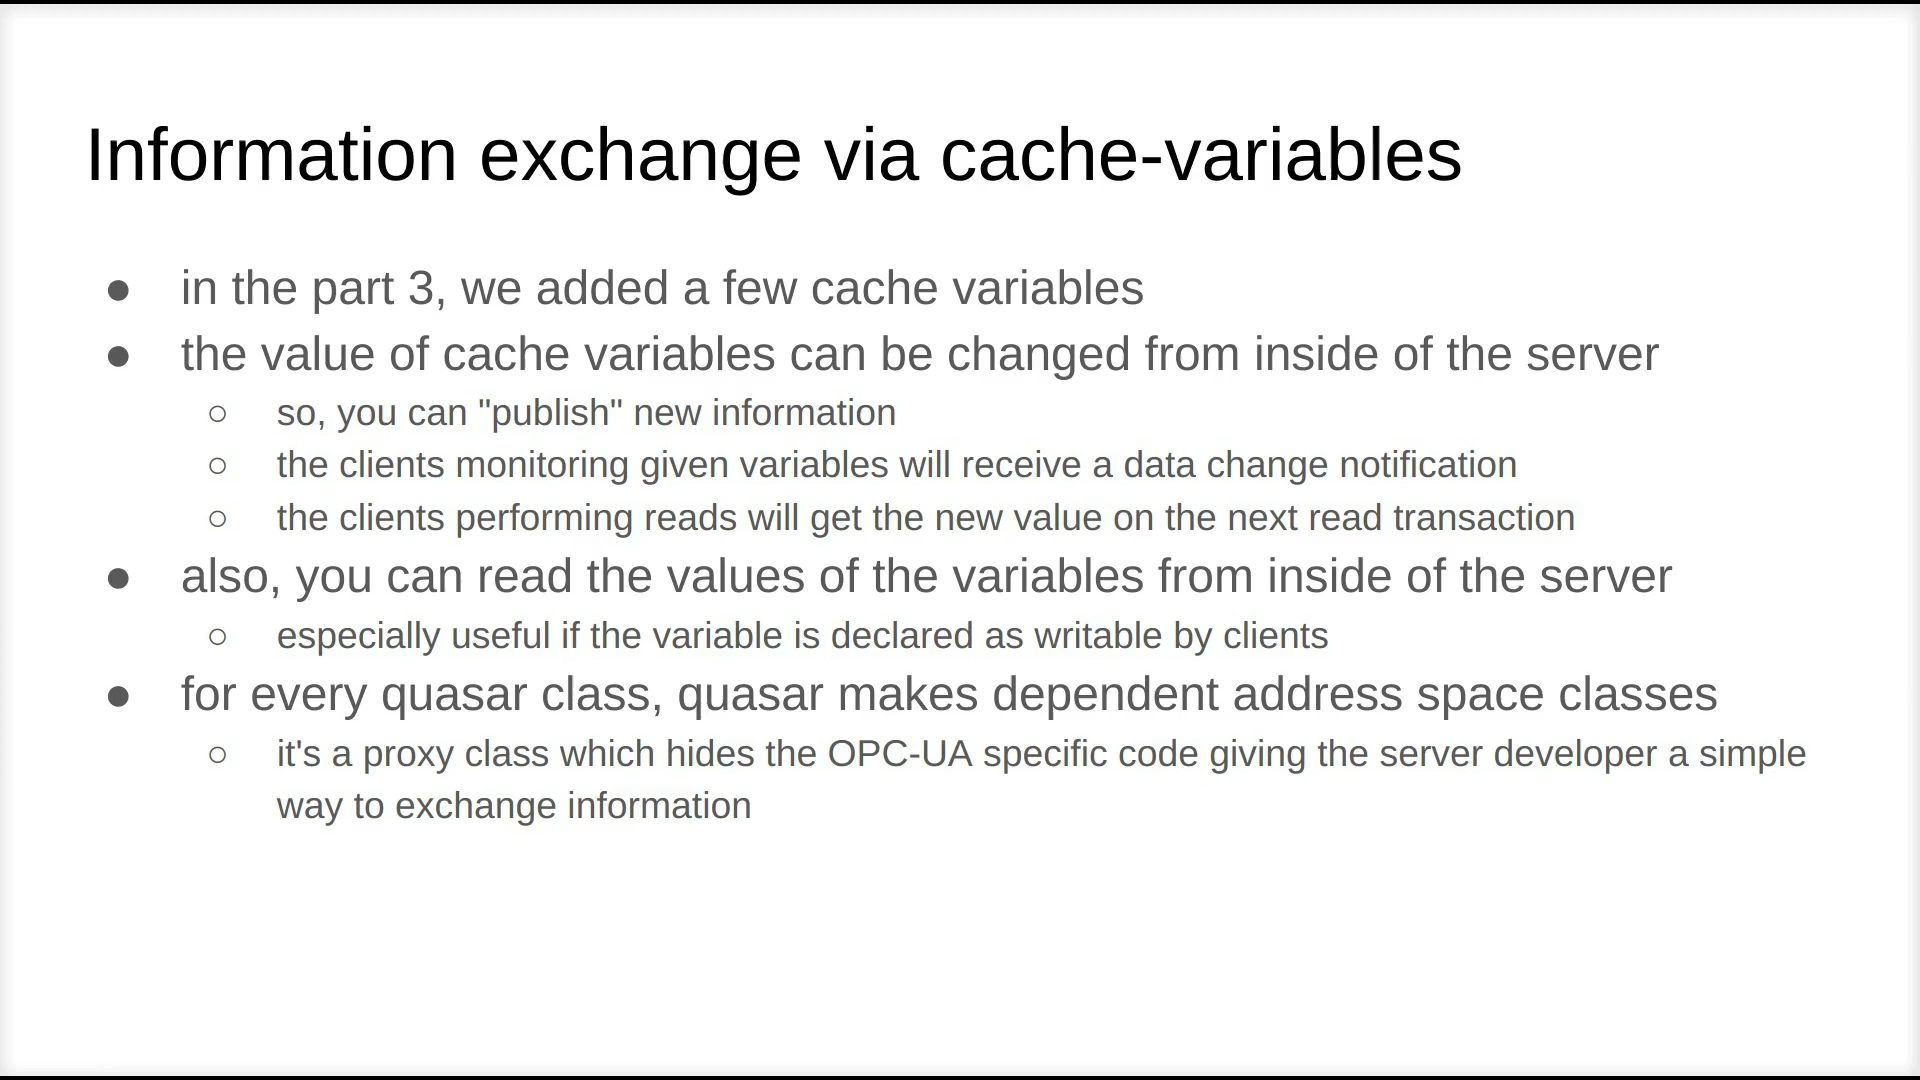 Information exchange via cache-variables
● in the part 3, we added a few cache variables
● the value of cache variables can be changed from inside of the server
○ so, you can "publish" new information
○ the clients monitoring given variables will receive a data change notification
○ the clients performing reads will get the new value on the next read transaction
● also, you can read the values of the variables from inside of the server
○ especially useful if the variable is declared as writable by clients
● for every quasar class, quasar makes dependent address space classes
○ it's a proxy class which hides the OPC-UA specific code giving the server developer a simple
way to exchange information